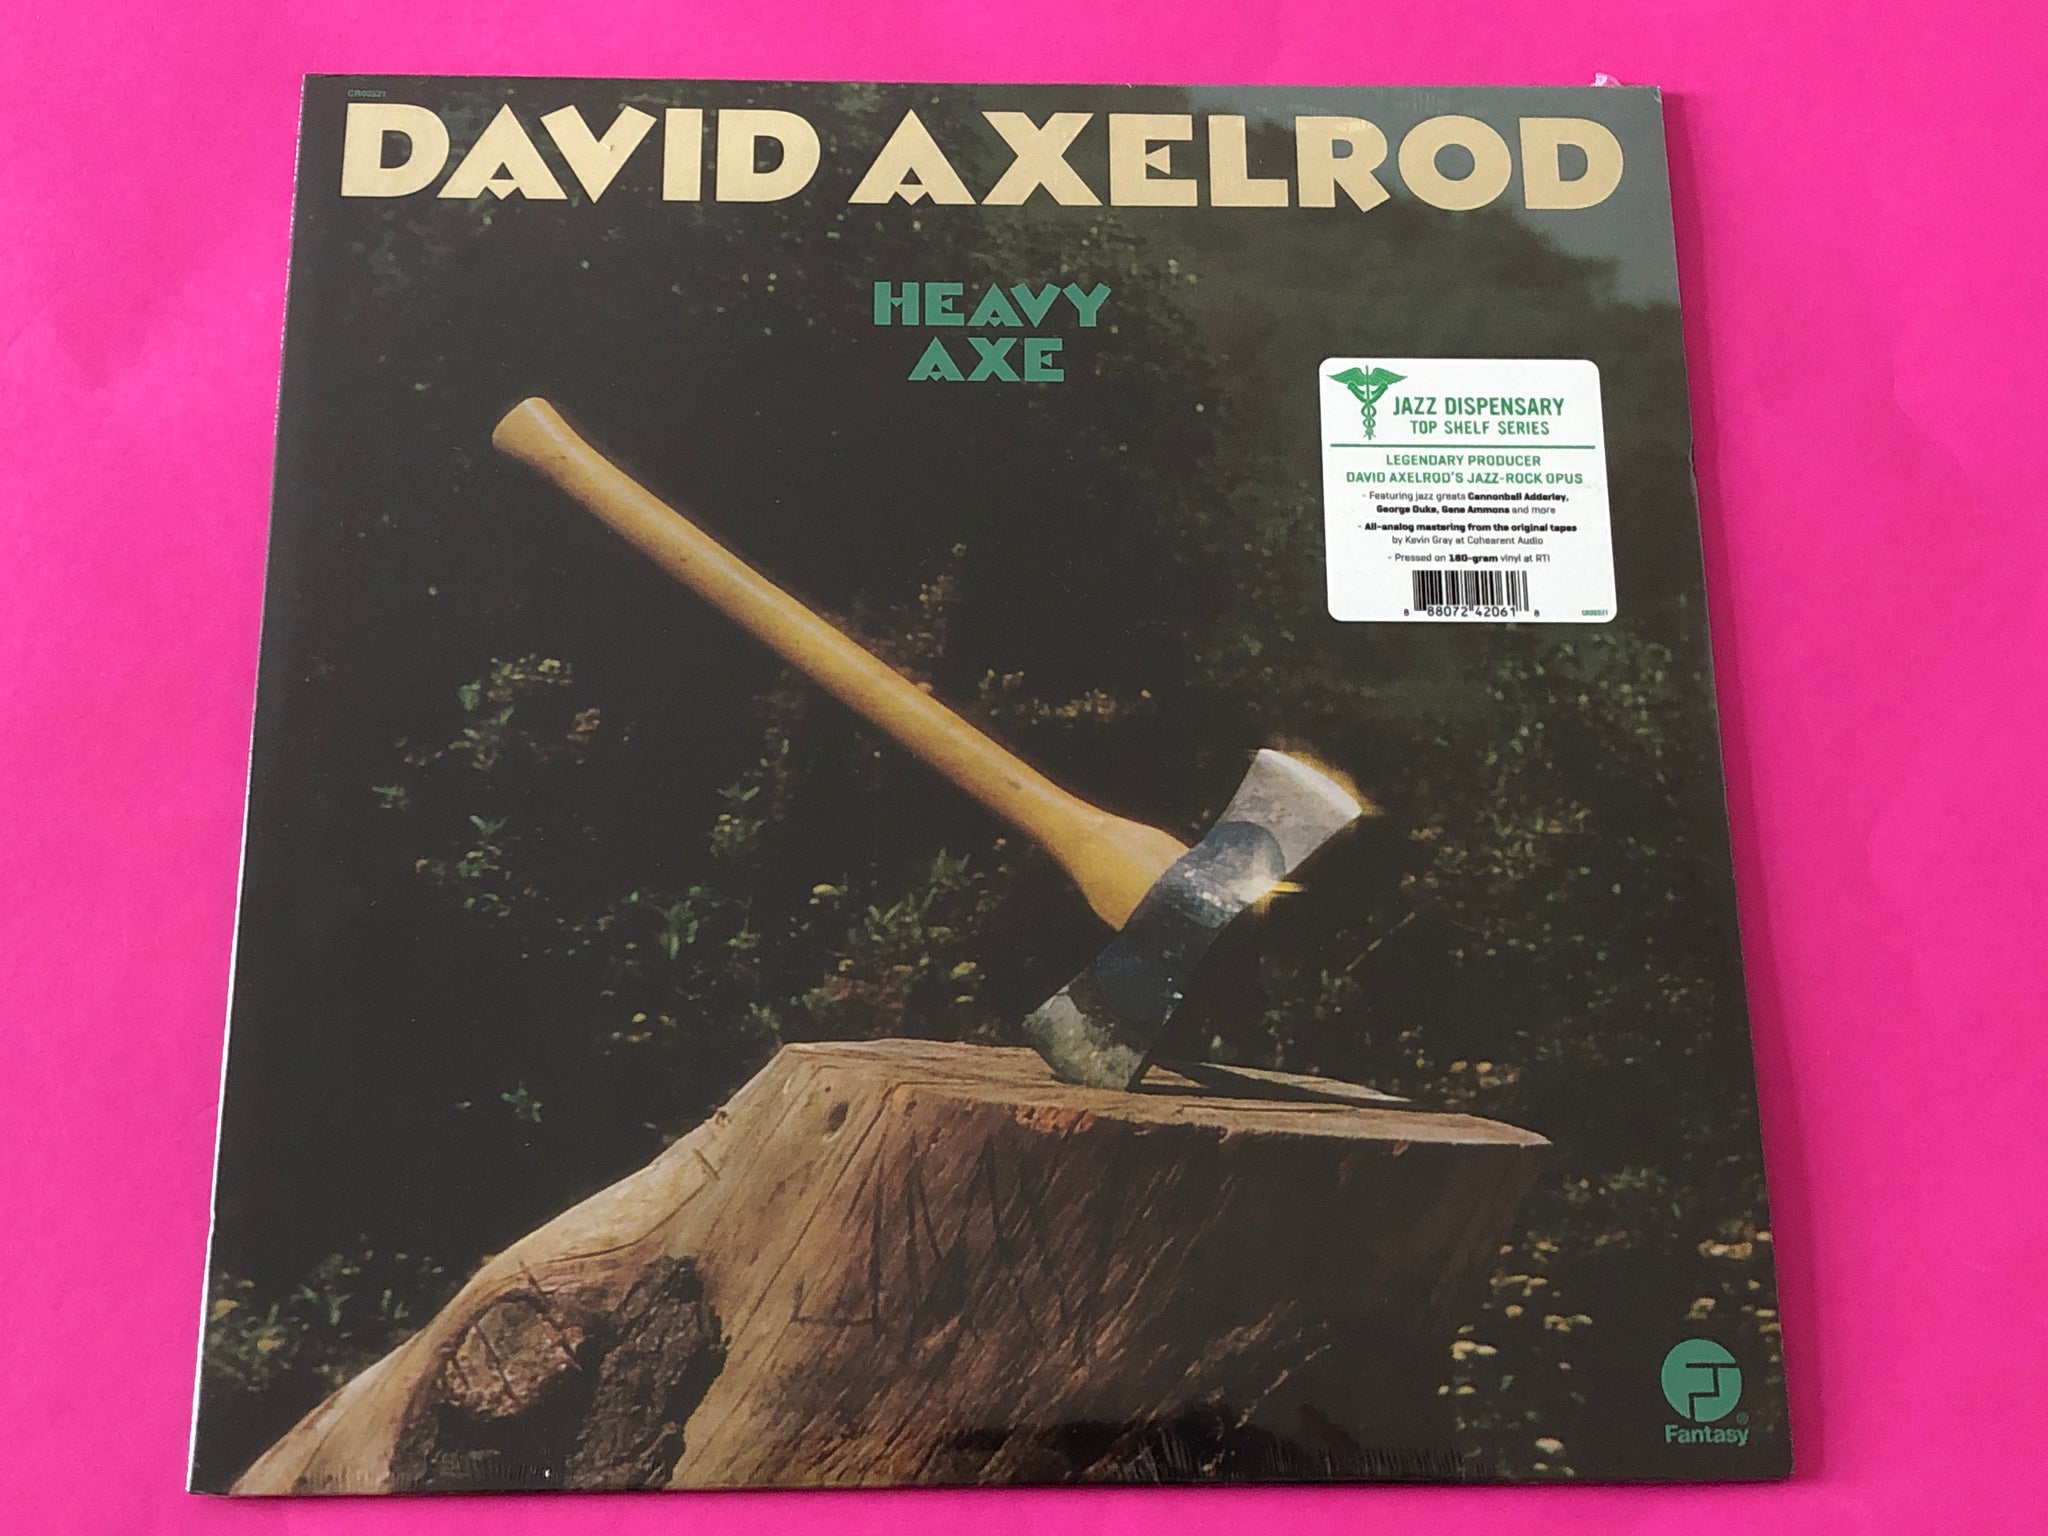 CR00521
DAVID AXELROD
HEAVY
AXE
JAZZ DISPENSARY
TOP SHELF SERIES
LEGENDARY PRODUCER
DAVID AXELROD'S JAZZ-ROCK OPUS
- Featuring jazz greats Cannonball Adderley,
George Duke, Gene Ammons and more
- All-analog mastering from the original tapes
by Kevin Gray at Cohearent Audio
- Pressed on 180-gram vinyl at RTI
8 88072 42061 8
CR00521
®
Fantasy